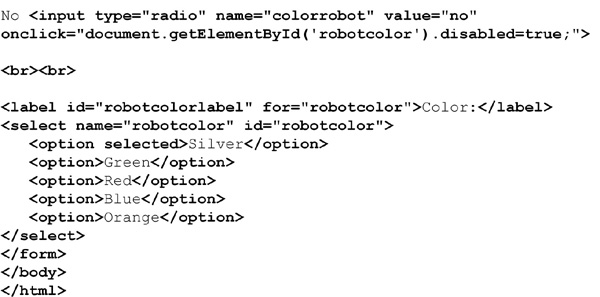 No <input type="radio" name="colorrobot" value="no"
onclick="document.getElementById('robotcolor').disabled=true;">
<br><br>
<label id="robotcolorlabel" for="robotcolor">Color:</label>
<select name="robotcolor" id="robotcolor">
<option selected>Silver</option>
<option>Green</option>
<option>Red</option>
<option>Blue</option>
<option>Orange</option>
</select>
</form>
</body>
</html>